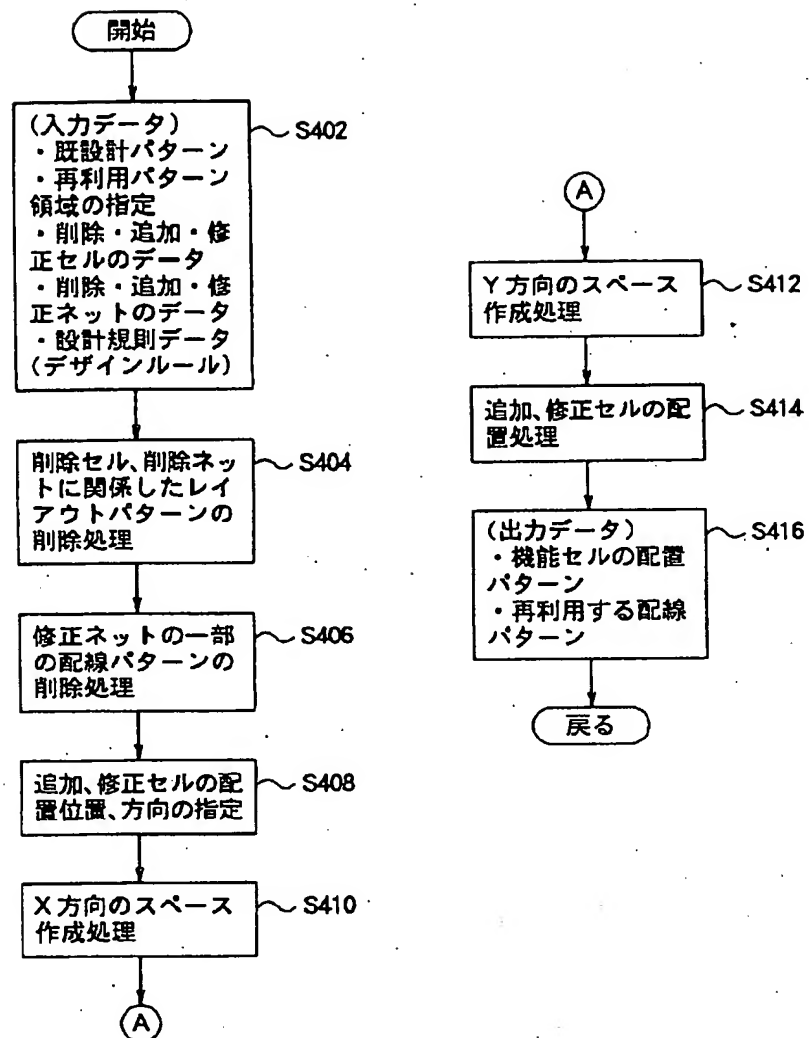 開始
(入力データ)
・既設計パターン
・再利用パターン
領域の指定
・削除・追加・修
正セルのデータ
・削除・追加・修
正ネットのデータ
・設計規則データ
(デザインルール)
S402
削除セル、削除ネッ
トに関係したレイ
アウトパターンの
削除処理
S404
修正ネットの一部
の配線パターンの
削除処理
S406
追加、修正セルの配
置位置、方向の指定
S408
X方向のスペース
作成処理
S410
A
A
Y方向のスペース
作成処理
S412
追加、修正セルの配
置処理
S414
(出力データ)
・機能セルの配置
パターン
・再利用する配線
パターン
S416
戻る